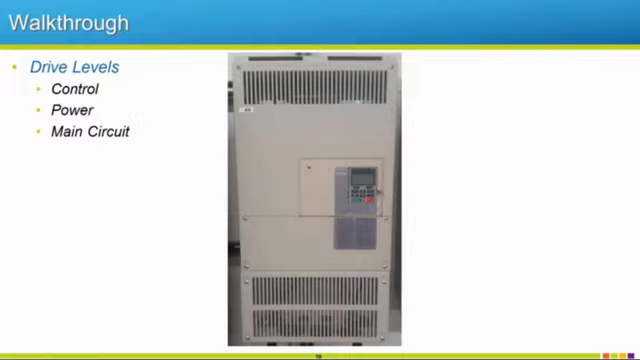 Walkthrough
Drive Levels
Control
Power
Main Circuit